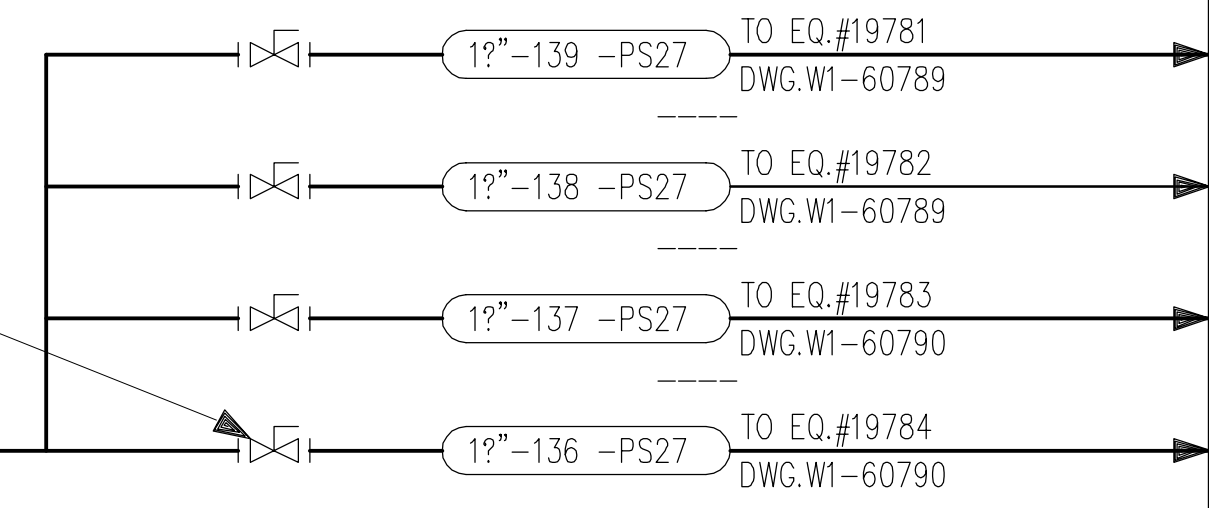 TO EQ.#19781
1?"-139 -PS27
DWG.W1-60789
----
TO EQ.#19782
1?"-138 -PS27
DWG.W1-60789
----
TO EQ.#19783
1?"-137 -PS27
DWG.W1-60790
----
TO EQ.#19784
1?"-136 -PS27
DWG.W1-60790